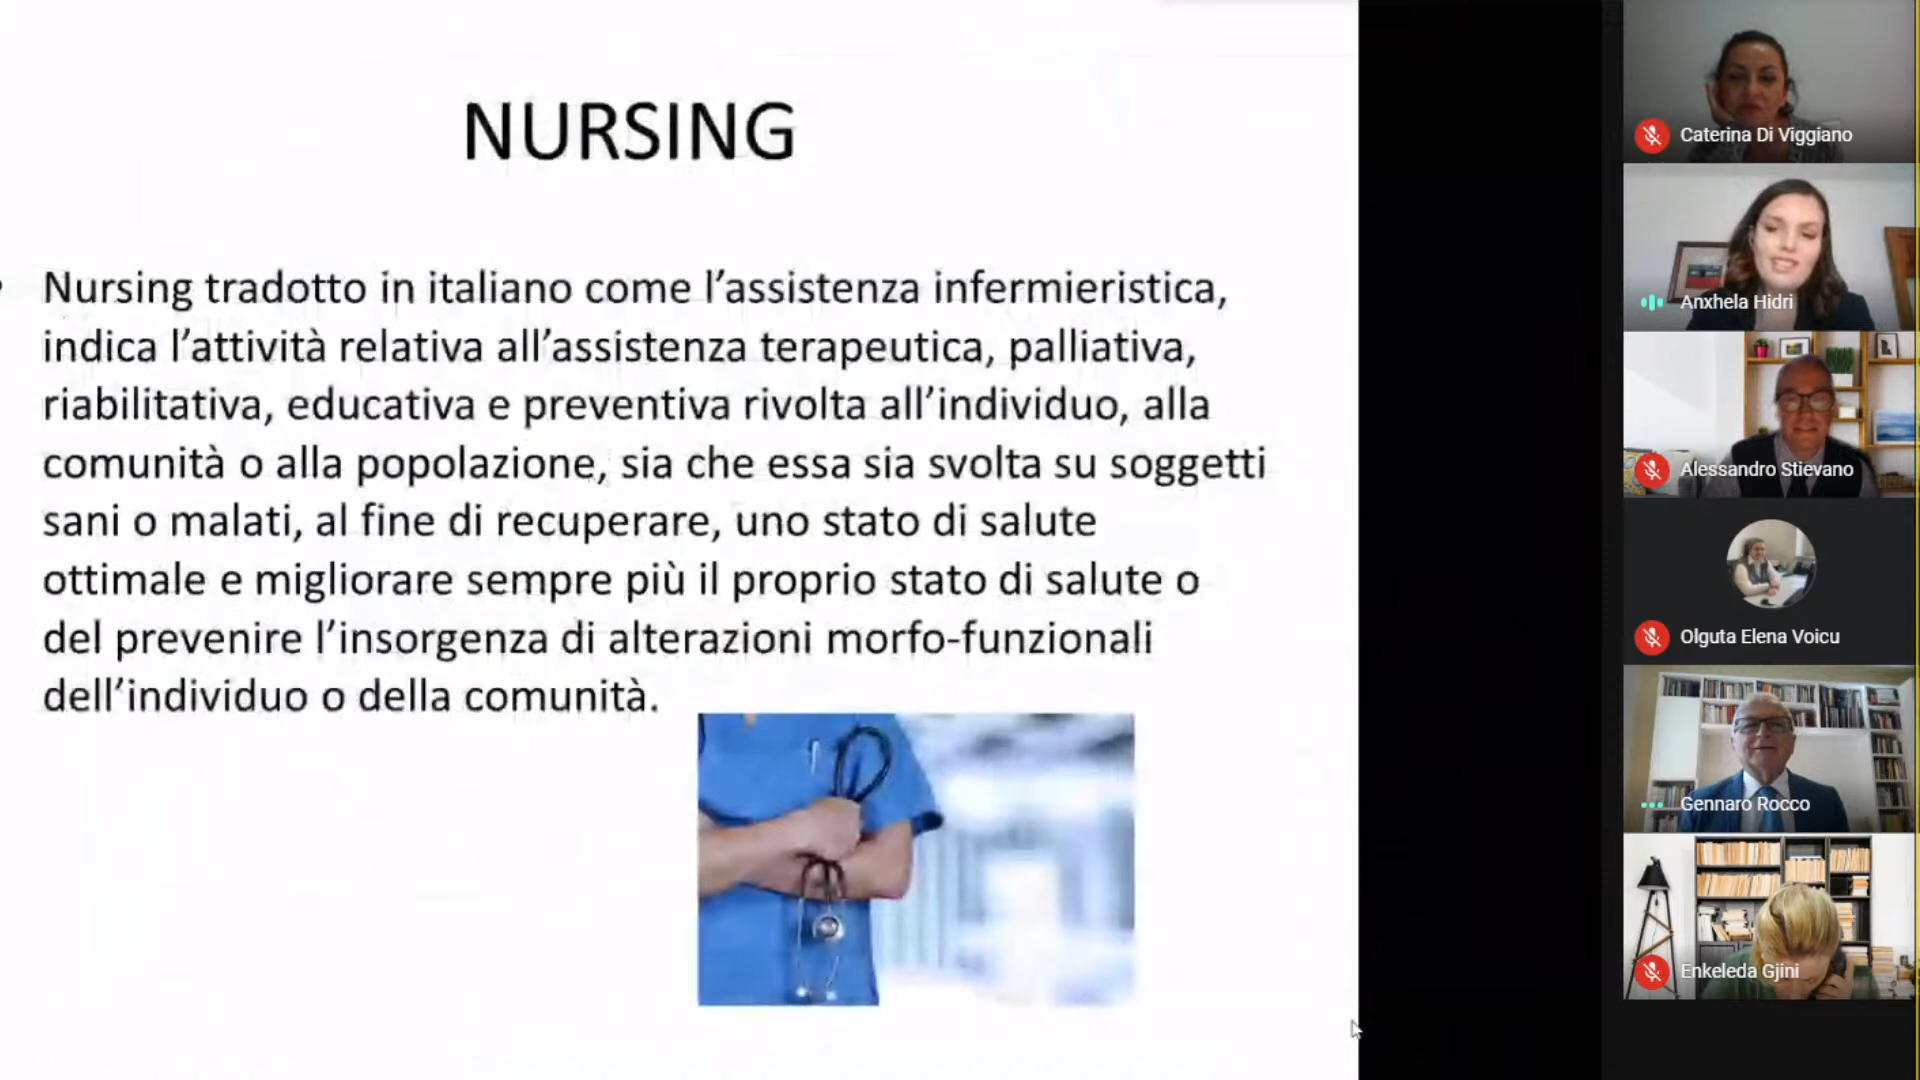 NURSING
Nursing tradotto in italiano come l’assistenza infermieristica,
indica l’attività relativa all’assistenza terapeutica, palliativa,
riabilitativa, educativa e preventiva rivolta all’individuo, alla
comunità o alla popolazione, sia che essa sia svolta su soggetti
sani o malati, al fine di recuperare, uno stato di salute
ottimale e migliorare sempre più il proprio stato di salute o
del prevenire l’insorgenza di alterazioni morfo-funzionali
dell’individuo o della comunità.
Caterina Di Viggiano
Anxhela Hidri
Alessandro Stievano
Olguta Elena Voicu
Gennaro Rocco
Enkeleda Gjini